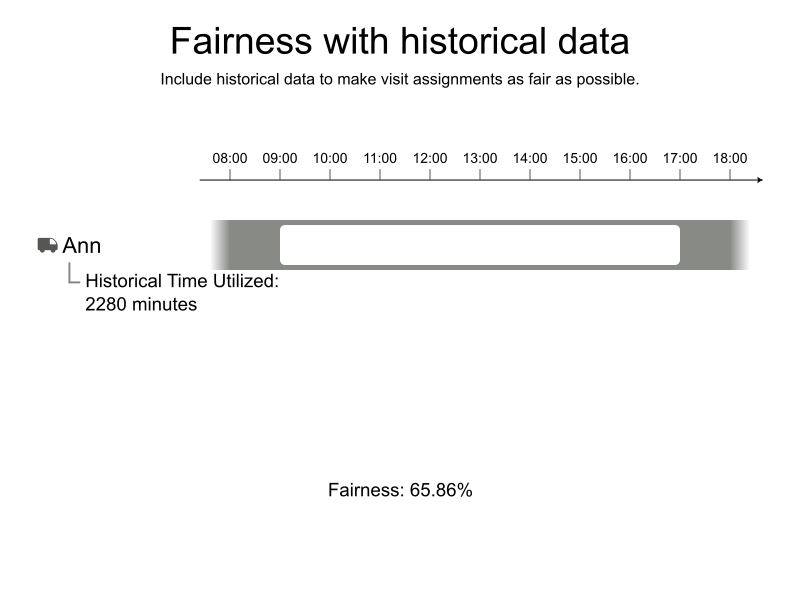 Fairness with historical data
Include historical data to make visit assignments as fair as possible.
08:00 09:00 10:00 11:00 12:00 13:00 14:00 15:00 16:00 17:00 18:00
Ann
Historical Time Utilized:
2280 minutes
Fairness: 65.86%